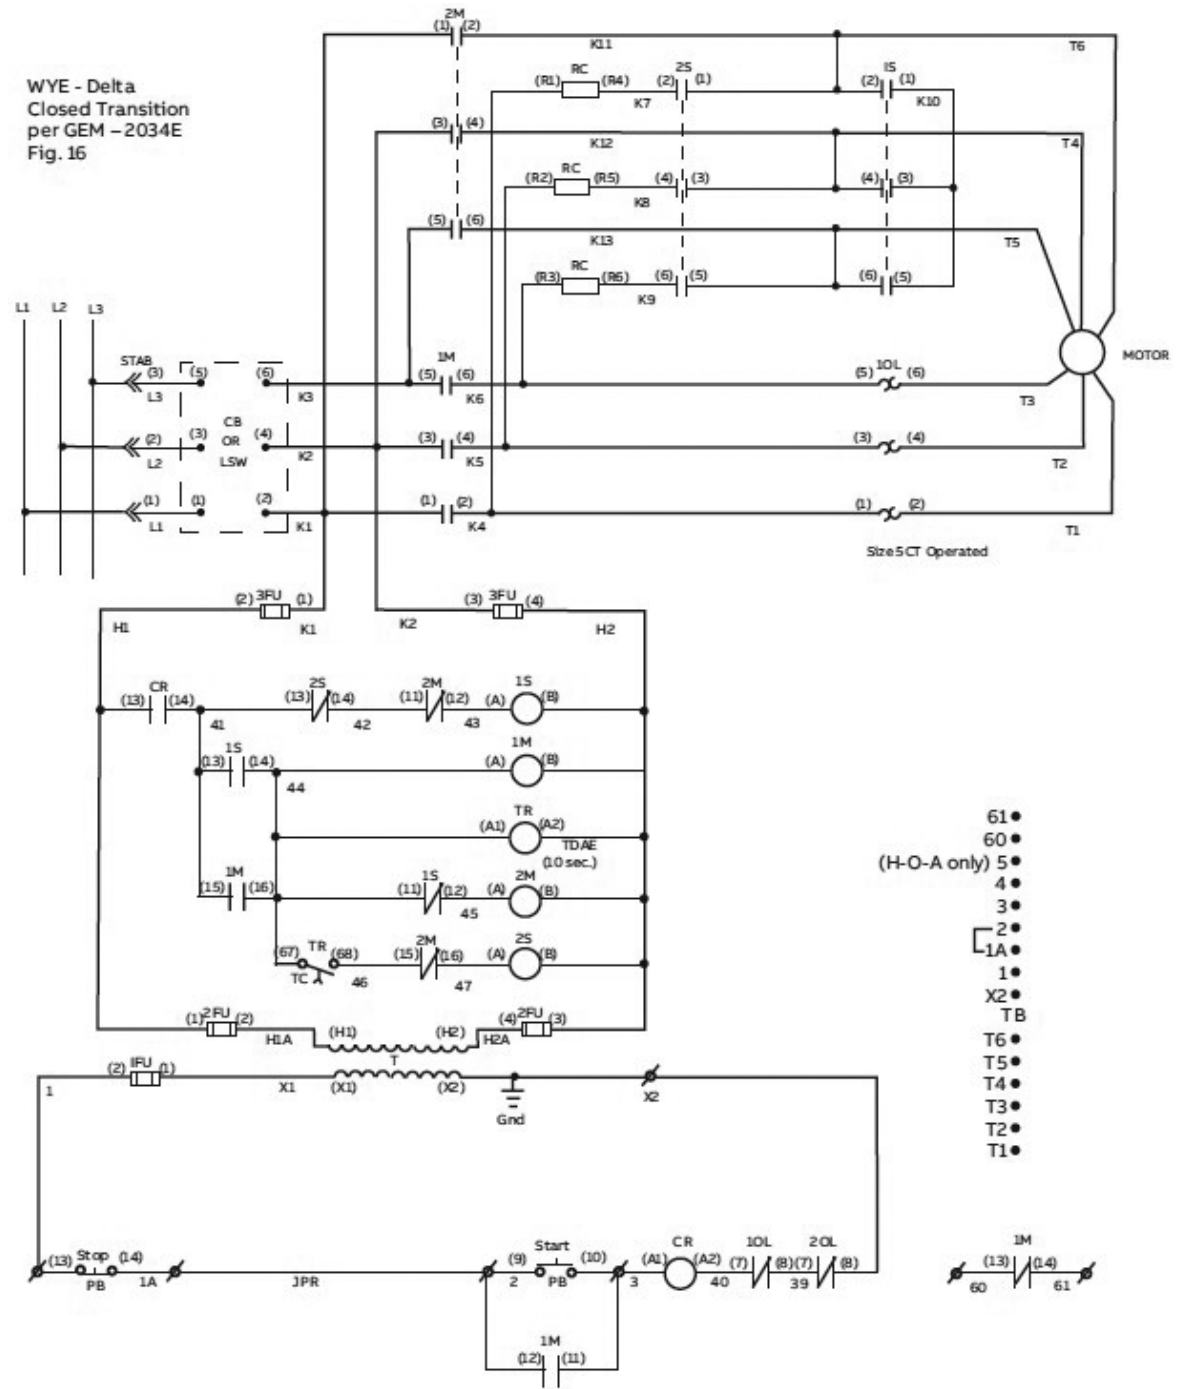 2M
(1) (2)
K11
T6
WYE - Delta
Closed Transition
per GEM – 2034E
Fig. 16
RC
2S
1S
(R1) (R4)
(2) (1)
(2) (1)
K7
K10
(3) (4)
K12
T4
RC
(R2) (R5)
(4) (3)
(4) (3)
K8
(5) (6)
K13
T5
RC
(R3) (R6)
(6) (5)
(6) (5)
K9
L1 L2 L3
MOTOR
STAB
(3) (5) (6)
1M
(5) (6)
10L
(5) (6)
L3
K3
K6
T3
CB
OR
LSW
(2) (3) (4)
(3) (4)
(3) (4)
L2
K2
K5
T2
(1) (1) (2)
(1) (2)
(1) (2)
L1
K1
K4
T1
Size 5 CT Operated
(2) 3FU (1)
(3) 3FU (4)
H1
K1
K2
H2
CR
(13) (14)
2S
(13) (14)
2M
(11) (12)
1S
(A) (B)
41
42
43
1S
(13) (14)
1M
(A) (B)
44
TR
(A1) (A2)
TDAE
(10 sec.)
1M
(15) (16)
1S
(11) (12)
2M
(A) (B)
45
(67) TR (68)
2M
(15) (16)
2S
(A) (B)
TC
46
47
61
60
(H-O-A only) 5
4
3
2
1A
1
X2
TB
T6
T5
T4
T3
T2
T1
(1) 2FU (2)
(4) 2FU (3)
H1A
(H1)
(H2)
H2A
T
(2) 1FU (1)
1
X1
(X1)
(X2)
X2
Gnd
(13) Stop (14)
PB
1A
JPR
Start
(9) (10)
2
PB
3
CR
(A1) (A2)
40
10L
(7) (8)
39
20L
(7) (8)
1M
(13) (14)
60
61
1M
(12) (11)